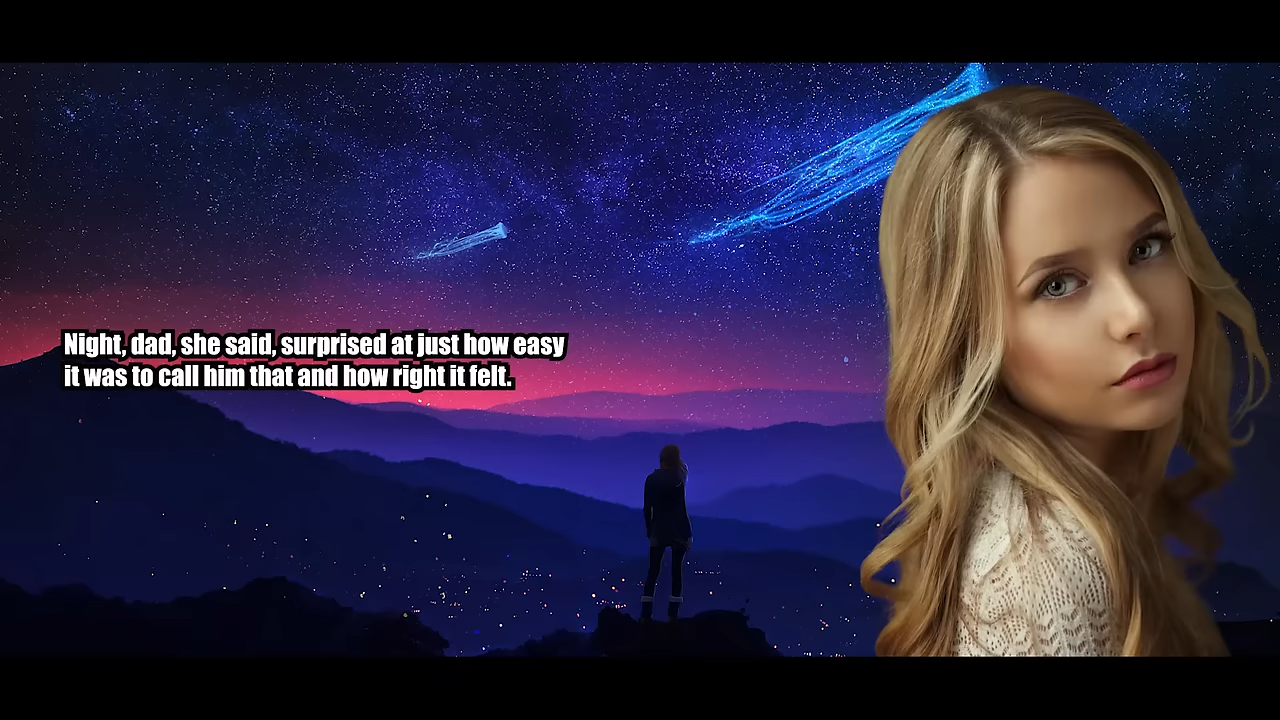 Night, dad, she said, surprised at just how easy
it was to call him that and how right it felt.